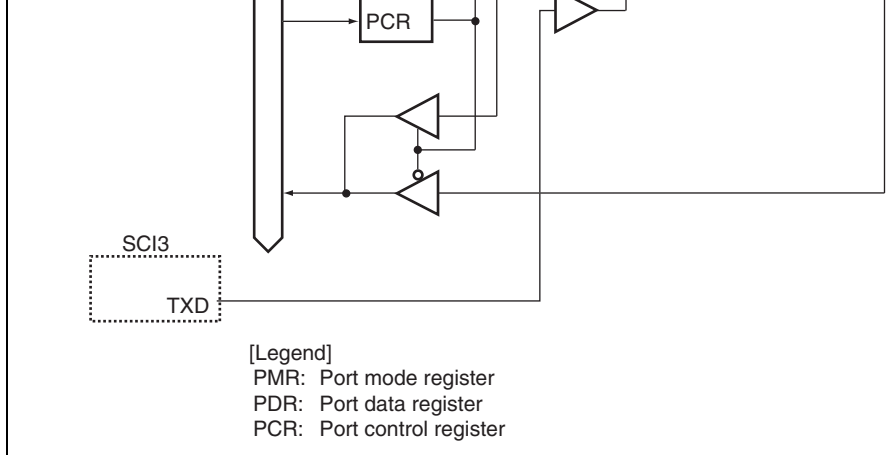 PCR
SCI3
TXD
[Legend]
PMR: Port mode register
PDR: Port data register
PCR: Port control register